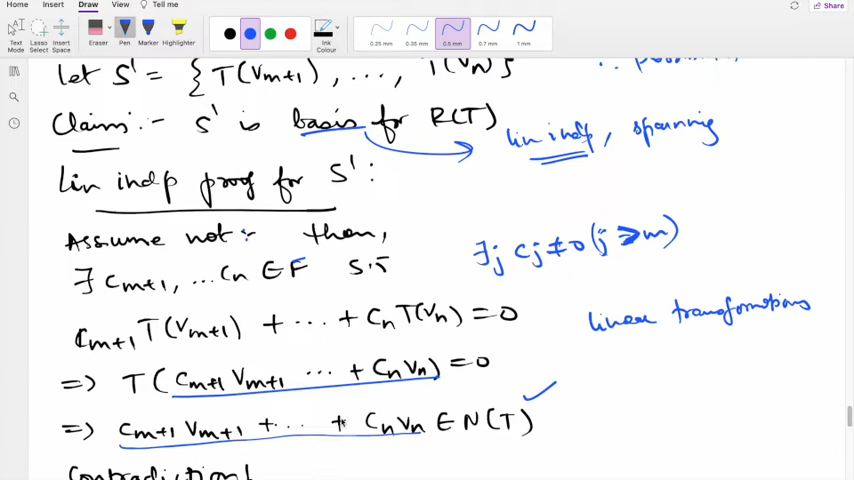 Home Insert Draw View Tell me Share
Text Mode Lasso Select Insert Space Eraser Pen Marker Highlighter Ink Colour 0.25 mm 0.35 mm 0.5 mm 0.7 mm 1 mm
let S' = { T(Vm+1), ..., T(Vn) }
Claim:- S' is basis for R(T)
lin indp, spanning
lin indp proof for S':
Assume not:- then,
∃j cj ≠ 0 (j > m)
∃ cm+1, ... cn ∈ F s.t
cm+1 T(vm+1) + ... + cn T(vn) = 0
linear transformations
=> T( cm+1 vm+1 ... + cn vn) = 0
=> cm+1 vm+1 + ... + cn vn ∈ N(T) ✓
Contradiction!